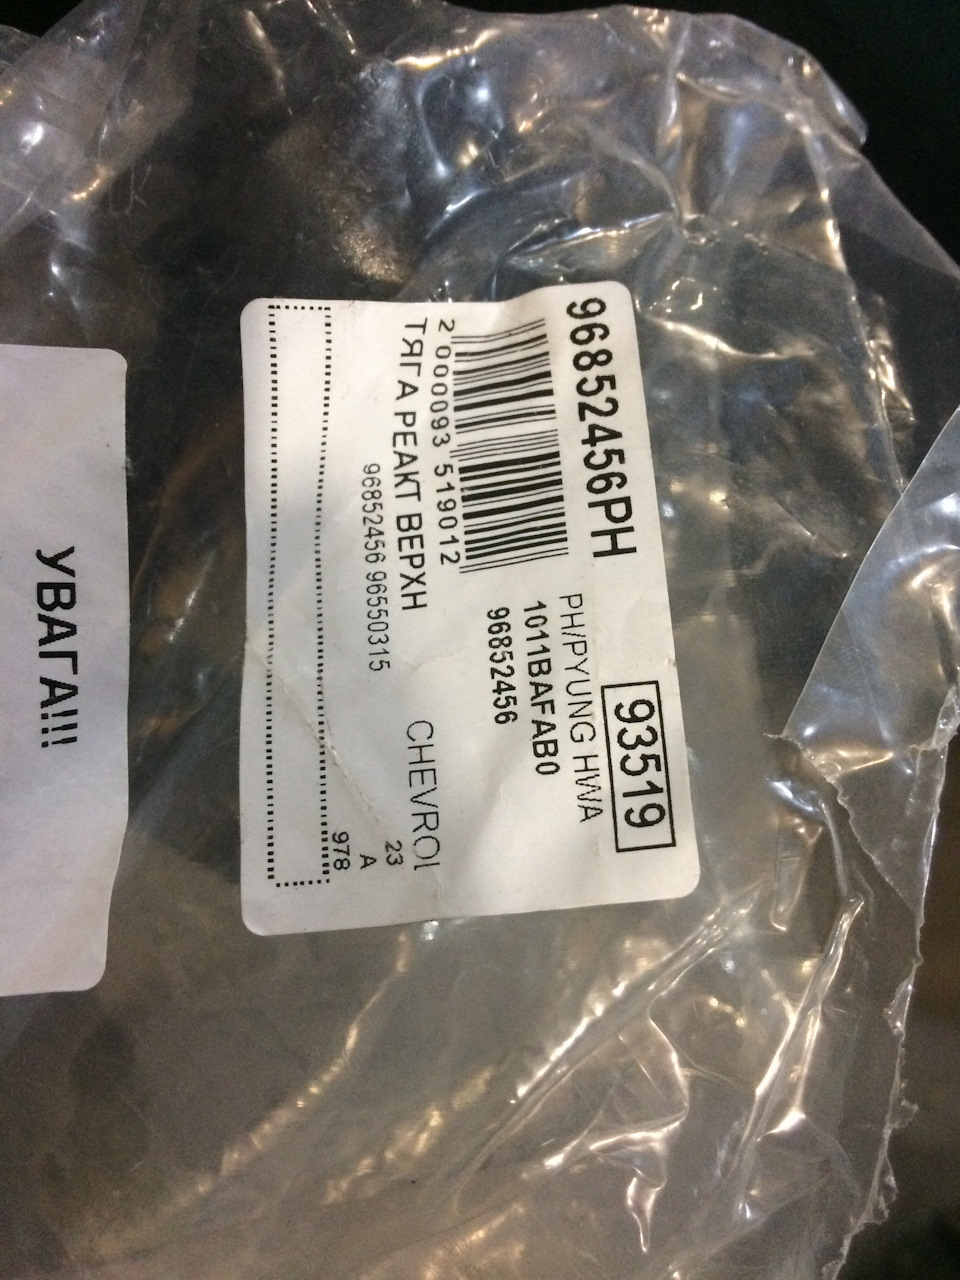 96852456PH
93519
PH/PYUNG HWA
1011BAFAB0
96852456
2 000093 519012
ТЯГА РЕАКТ ВЕРХН
CHEVROL
96852456 96550315
23
A
978
УВАГА!!!